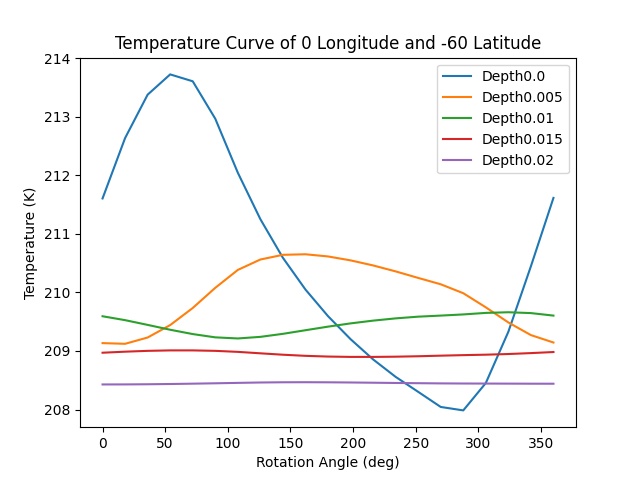 Temperature Curve of 0 Longitude and -60 Latitude
214
213
212
211
210
209
208
Temperature (K)
Depth0.0
Depth0.005
Depth0.01
Depth0.015
Depth0.02
0 50 100 150 200 250 300 350
Rotation Angle (deg)